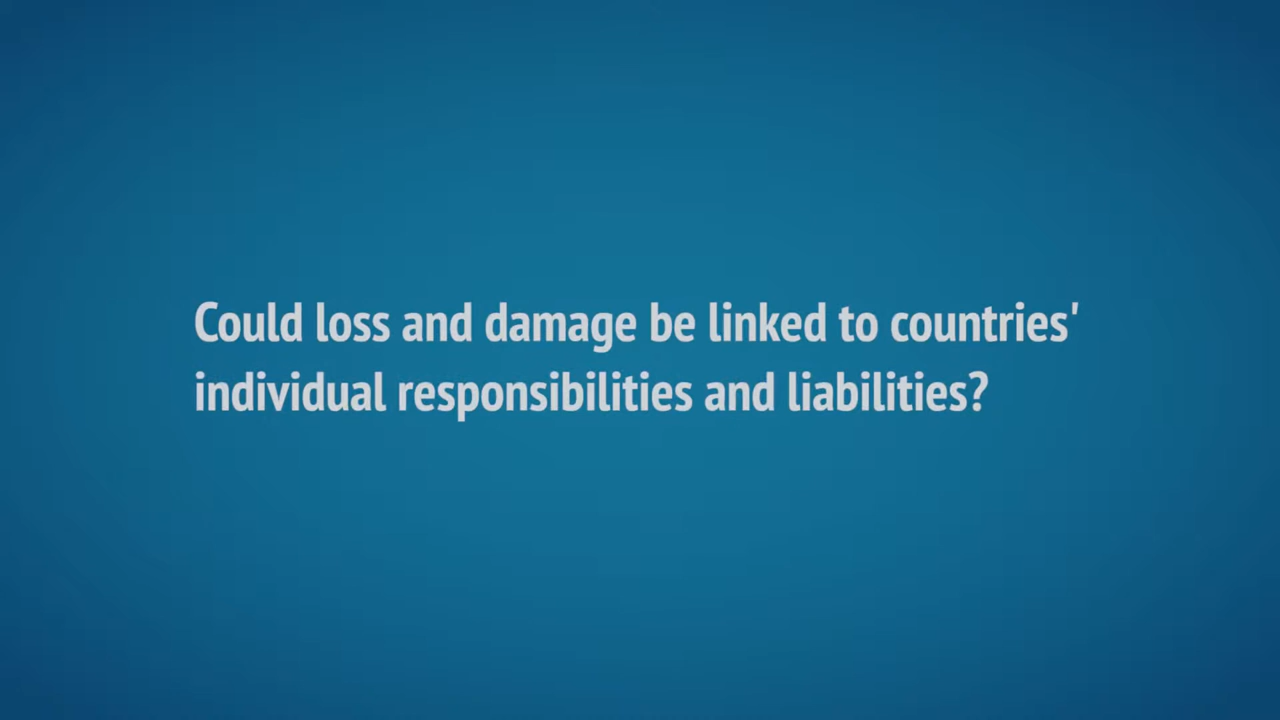 Could loss and damage be linked to countries'
individual responsibilities and liabilities?